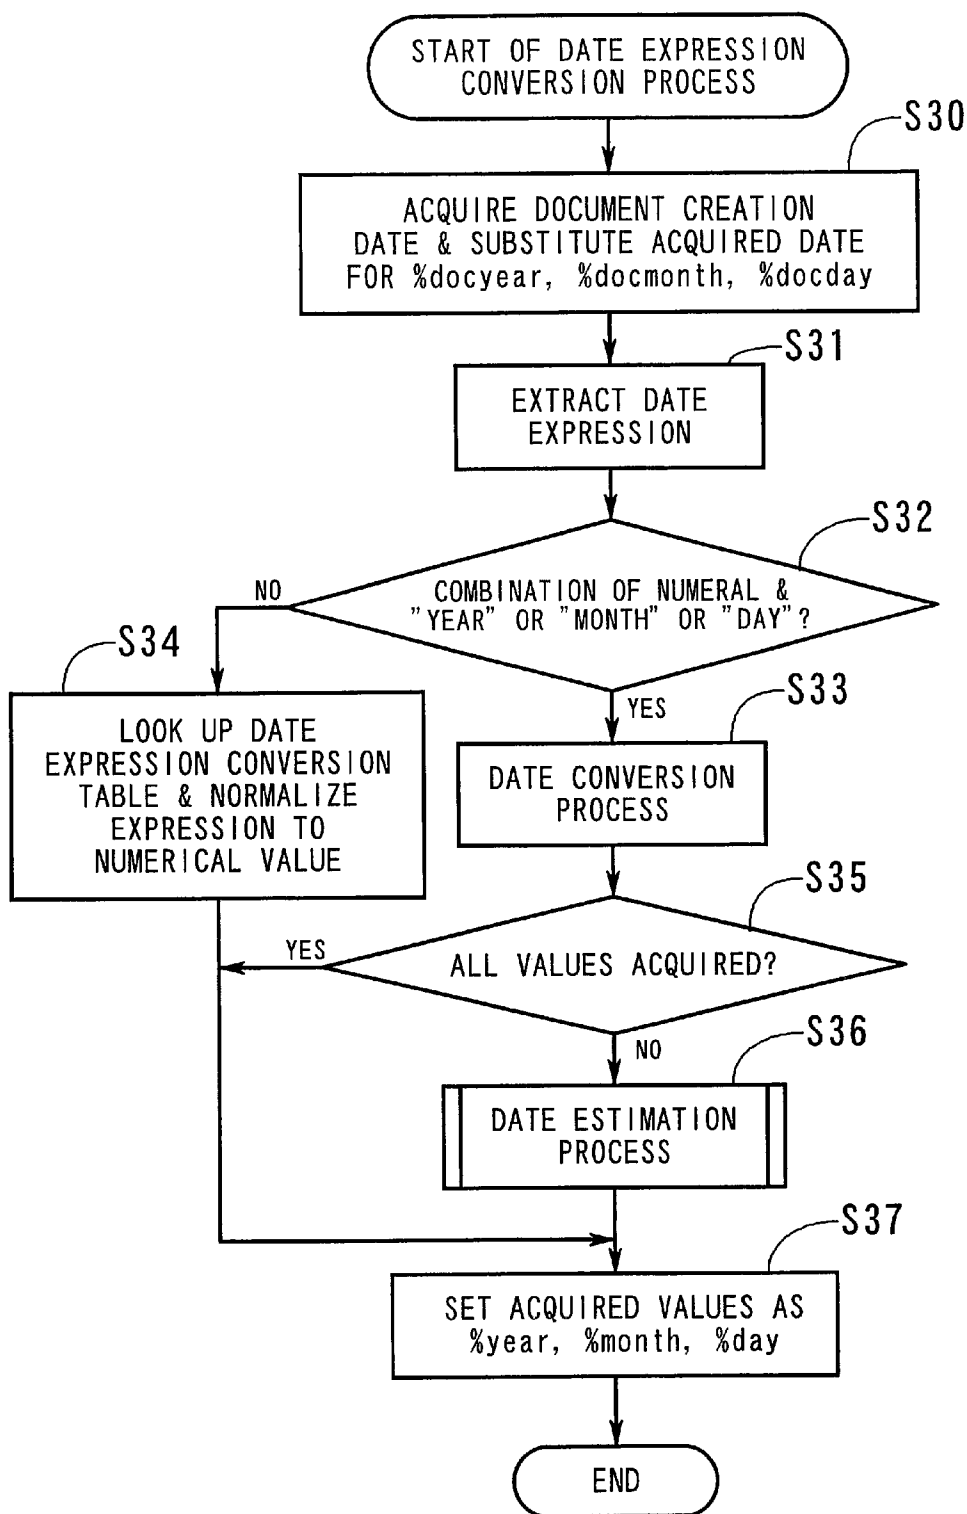 START OF DATE EXPRESSION
CONVERSION PROCESS
S30
ACQUIRE DOCUMENT CREATION
DATE & SUBSTITUTE ACQUIRED DATE
FOR %docyear, %docmonth, %docday
S31
EXTRACT DATE
EXPRESSION
S32
NO
COMBINATION OF NUMERAL &
"YEAR" OR "MONTH" OR "DAY"?
S34
YES
S33
LOOK UP DATE
EXPRESSION CONVERSION
TABLE & NORMALIZE
EXPRESSION TO
NUMERICAL VALUE
DATE CONVERSION
PROCESS
S35
YES
ALL VALUES ACQUIRED?
NO
S36
DATE ESTIMATION
PROCESS
S37
SET ACQUIRED VALUES AS
%year, %month, %day
END